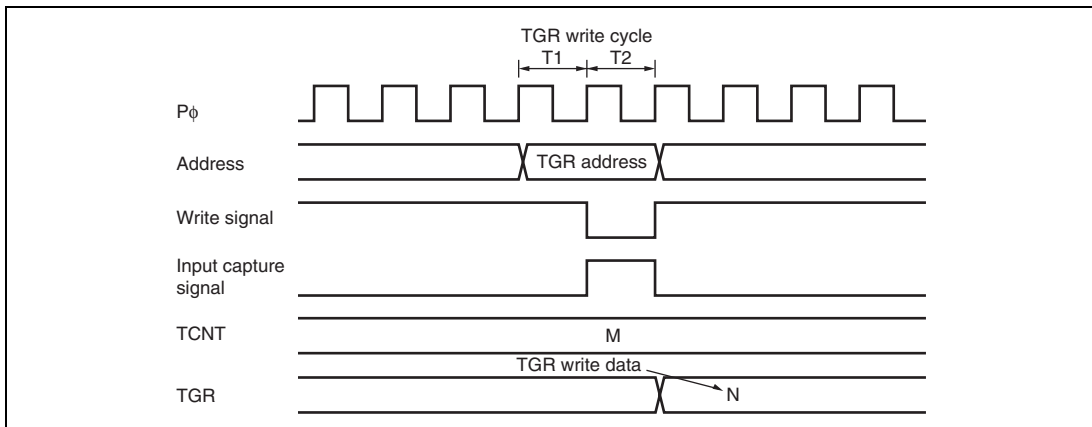 TGR write cycle
T1 T2
Pϕ
Address
TGR address
Write signal
Input capture
signal
TCNT
M
TGR write data
TGR
N